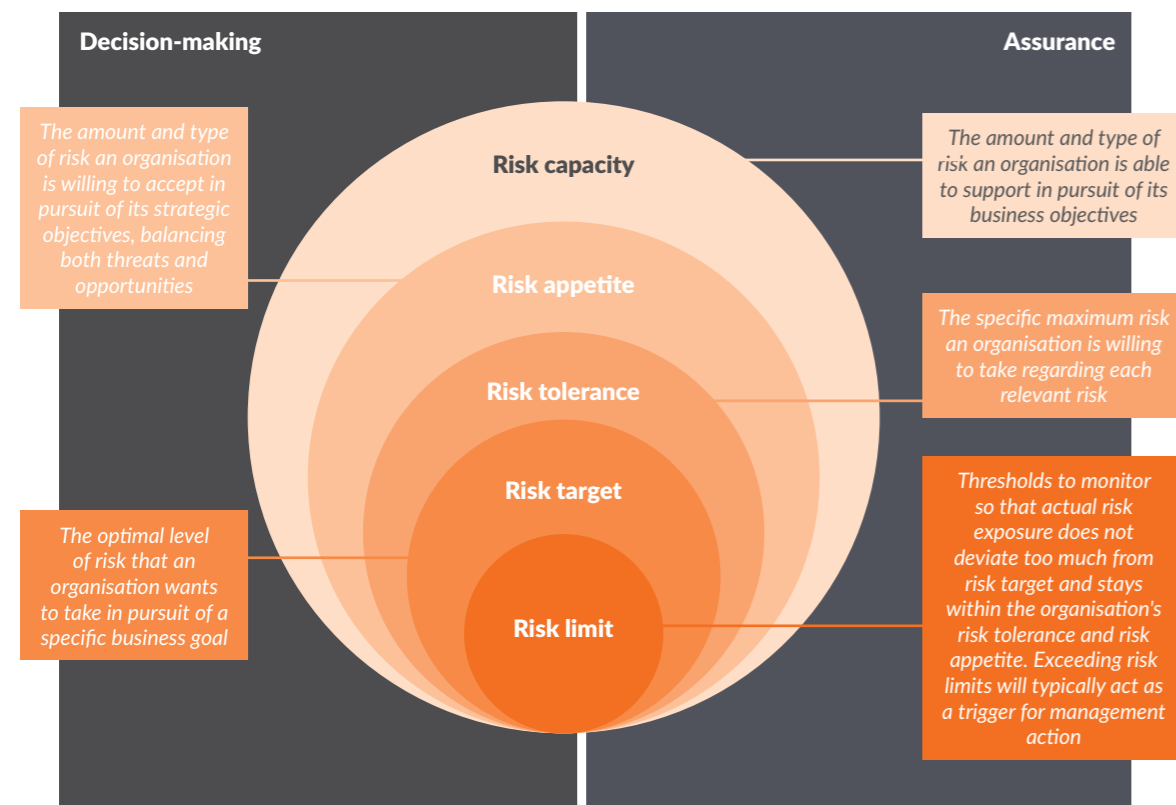 Decision-making
Assurance
The amount and type
of risk an organisation
is willing to accept in
pursuit of its strategic
objectives, balancing
both threats and
opportunities
Risk capacity
The amount and type of
risk an organisation is able
to support in pursuit of its
business objectives
Risk appetite
The specific maximum risk
an organisation is willing
to take regarding each
relevant risk
Risk tolerance
Risk target
Thresholds to monitor
so that actual risk
exposure does not
deviate too much from
risk target and stays
within the organisation's
risk tolerance and risk
appetite. Exceeding risk
limits will typically act as
a trigger for management
action
The optimal level
of risk that an
organisation wants
to take in pursuit of a
specific business goal
Risk limit